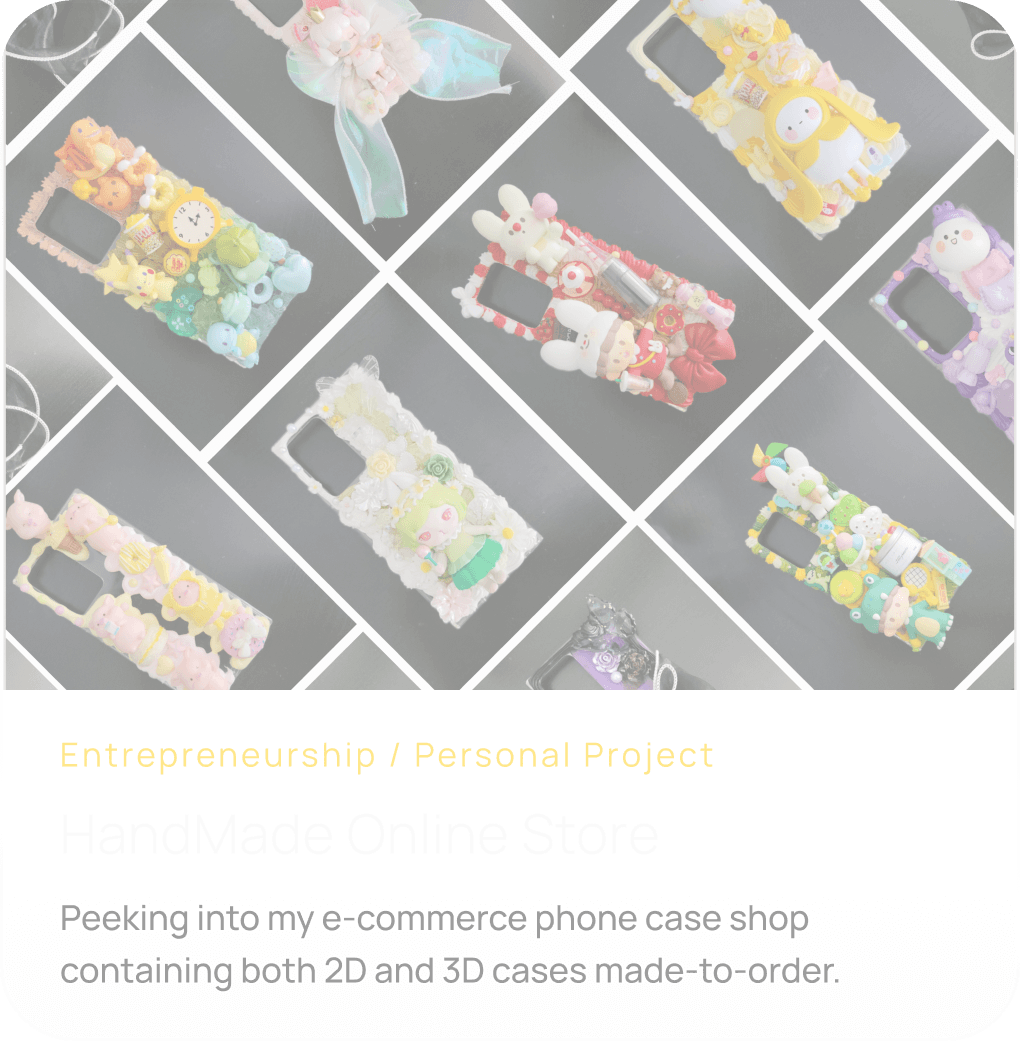 Entrepreneurship / Personal Project
HandMade Online Store
Peeking into my e-commerce phone case shop
containing both 2D and 3D cases made-to-order.